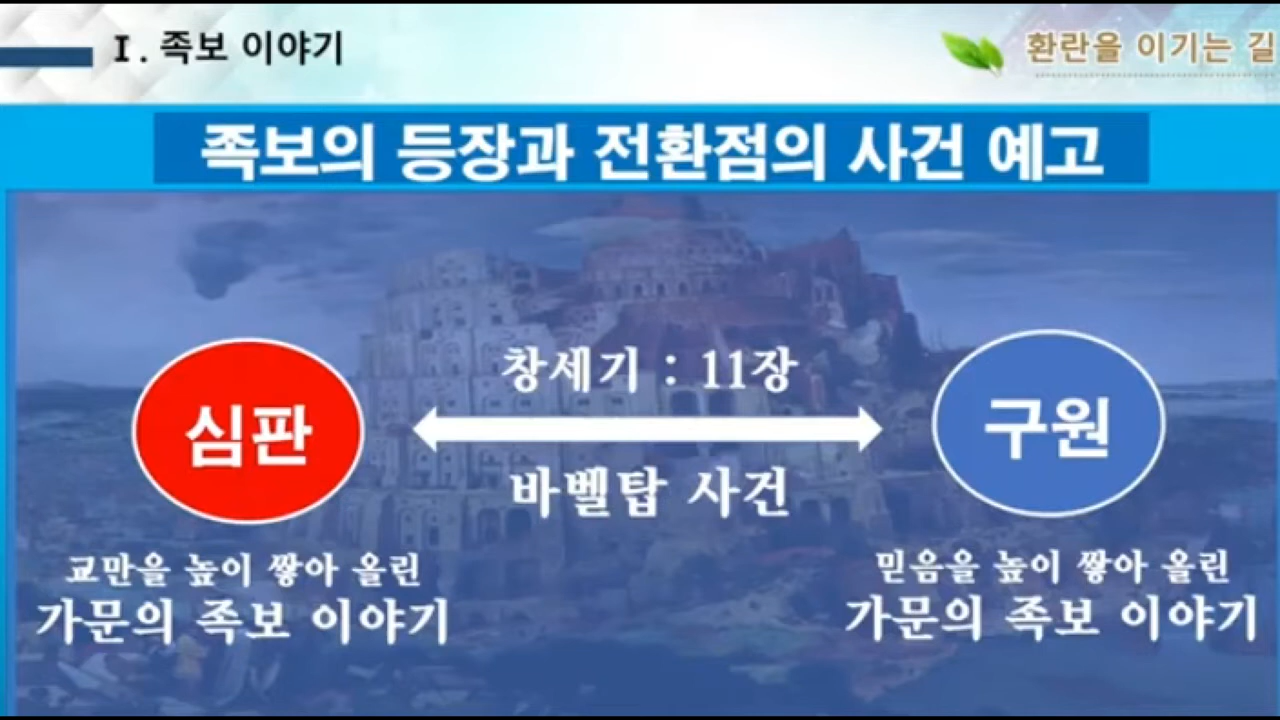 Ⅰ. 족보 이야기
환란을 이기는 길
족보의 등장과 전환점의 사건 예고
창세기 : 11장
심판
구원
바벨탑 사건
교만을 높이 쌓아 올린
가문의 족보 이야기
믿음을 높이 쌓아 올린
가문의 족보 이야기